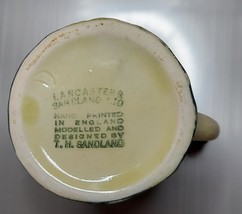 LANCASTER &
SANDLAND LTD
HAND PAINTED
IN ENGLAND
MODELLED AND
DESIGNED BY
T. H. SANDLAND